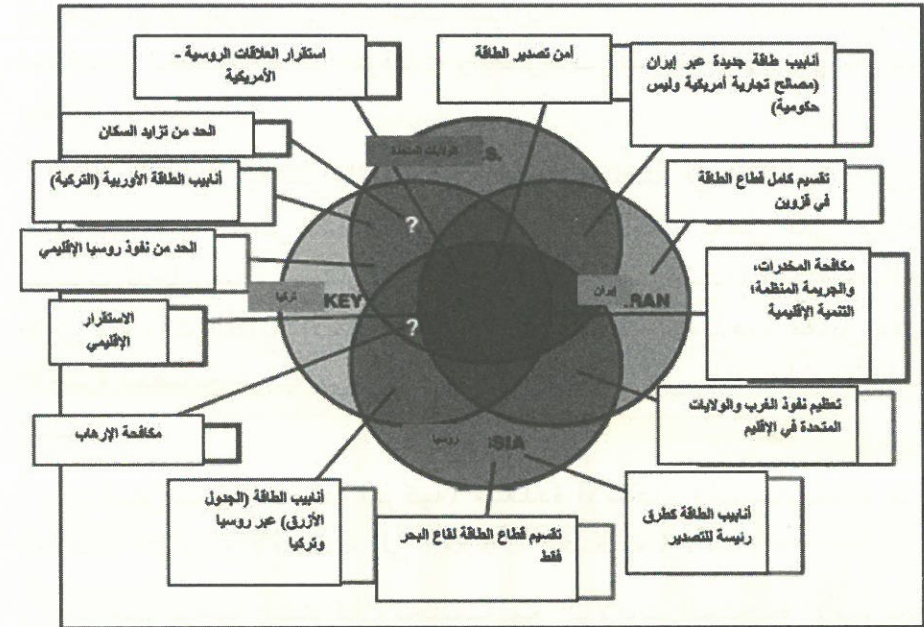 استقرار العلاقات الروسية ـ
الأمريكية
أمن تصدير الطاقة
أنابيب طاقة جديدة عبر إيران
(مصالح تجارية أمريكية وليس
حكومية)
الحد من تزايد السكان
الولايات المتحدة
.S.
أنابيب الطاقة الأوربية (التركية)
تقسيم كامل قطاع الطاقة
في قزوين
?
الحد من نفوذ روسيا الإقليمي
مكافحة المخدرات،
والجريمة المنظمة؛
التنمية الإقليمية
تركيا
KEY
إيران
.RAN
الاستقرار
الإقليمي
?
تعظيم نفوذ الغرب والولايات
المتحدة في الإقليم
مكافحة الإرهاب
روسيا
SIA
أنابيب الطاقة (الجدول
الأزرق) عبر روسيا
وتركيا
تقسيم قطاع الطاقة لقاع البحر
فقط
أنابيب الطاقة كطرق
رئيسة للتصدير